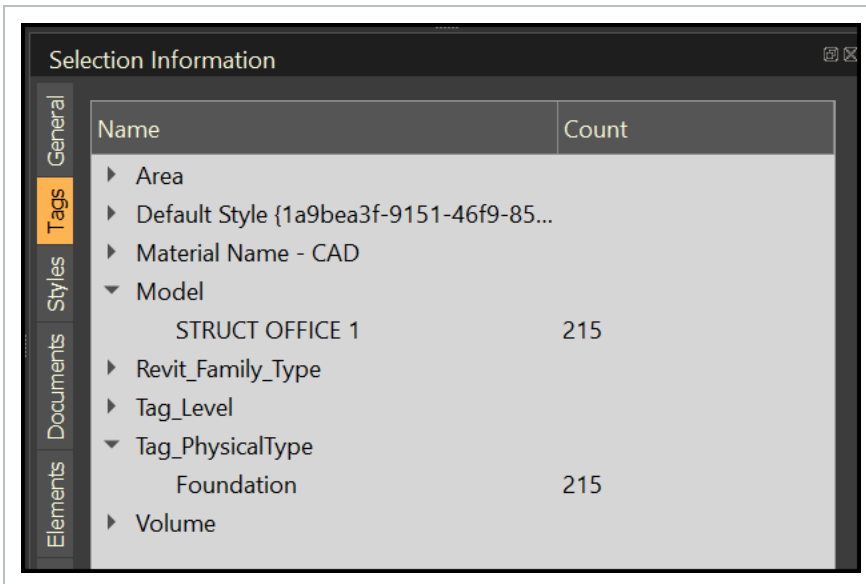 Selection Information
General
Tags
Styles
Documents
Elements
Name Count
Area
Default Style {1a9bea3f-9151-46f9-85...
Material Name - CAD
Model
STRUCT OFFICE 1 215
Revit_Family_Type
Tag_Level
Tag_PhysicalType
Foundation 215
Volume